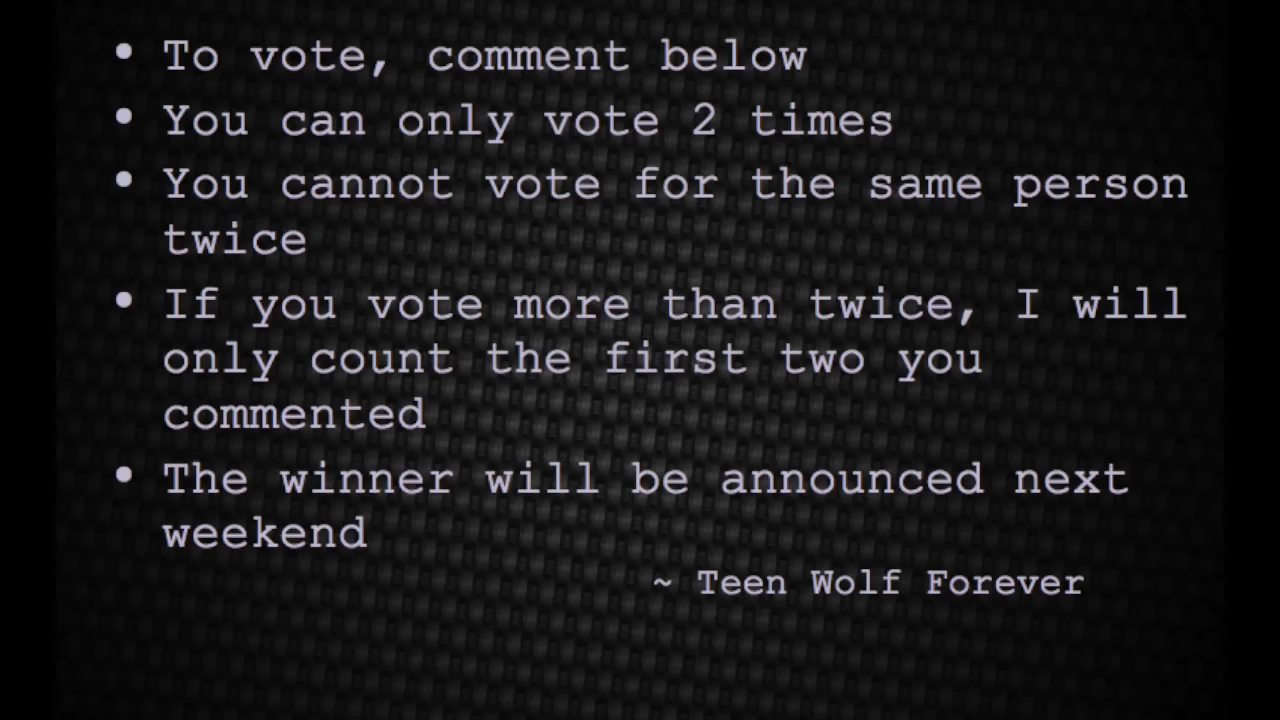 • To vote, comment below
• You can only vote 2 times
• You cannot vote for the same person
twice
• If you vote more than twice, I will
only count the first two you
commented
• The winner will be announced next
weekend
~ Teen Wolf Forever